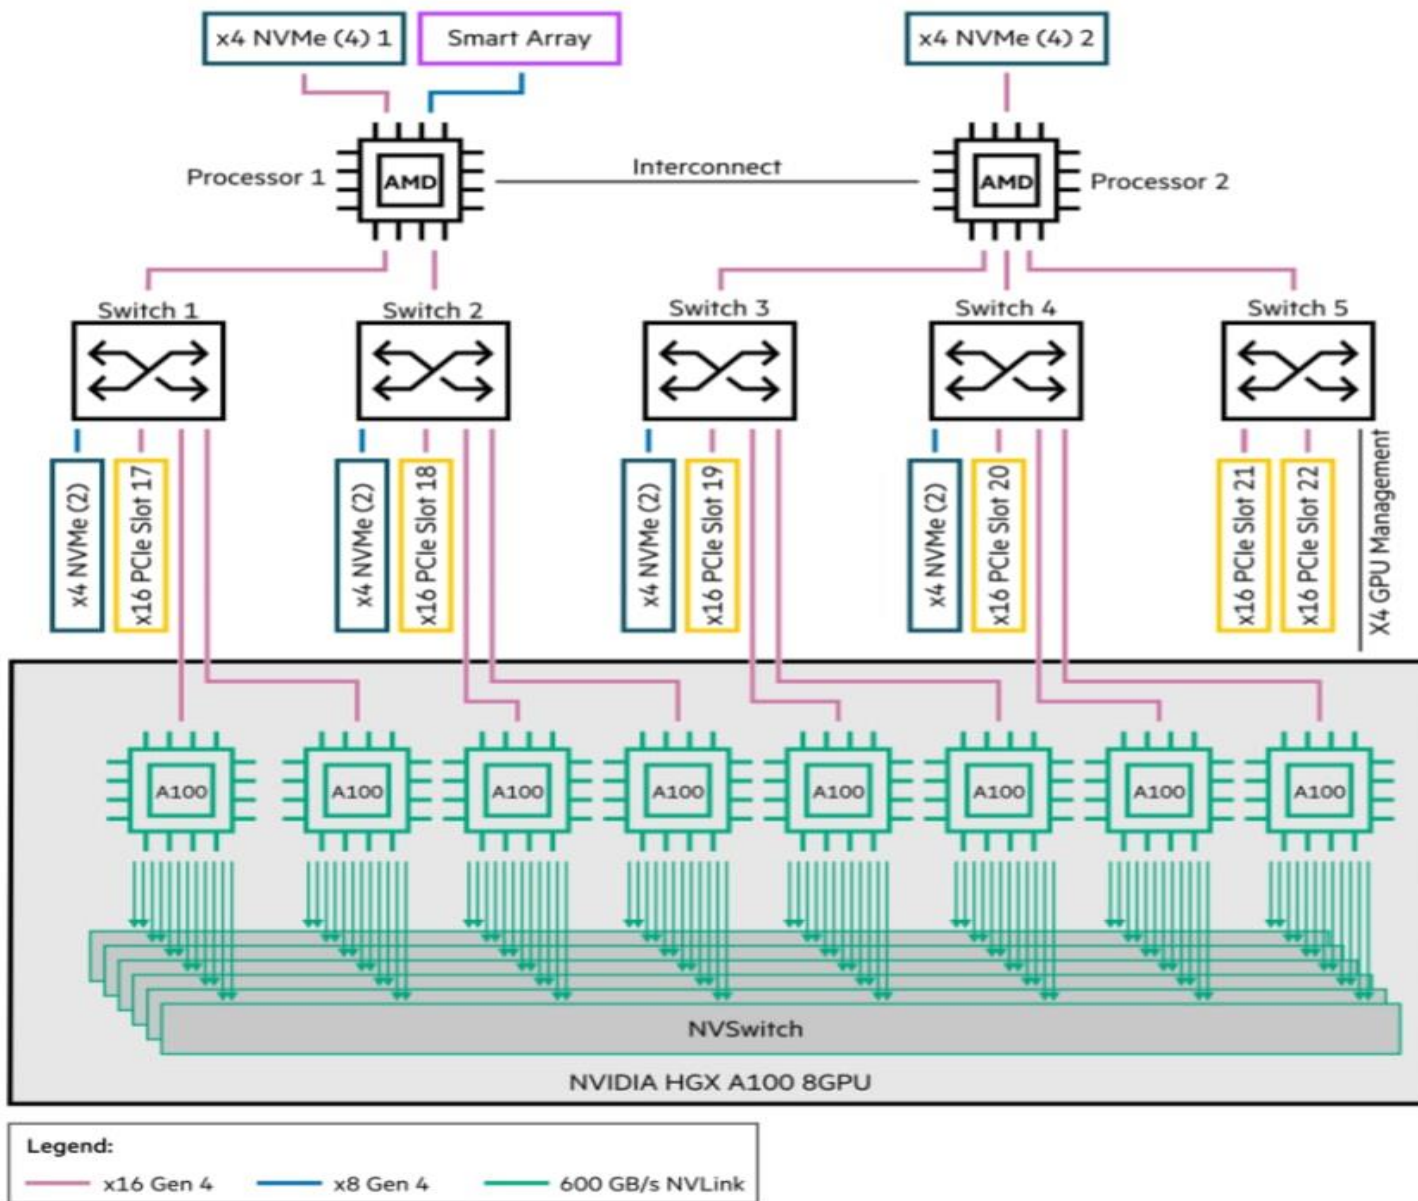 x4 NVMe (4) 1
Smart Array
x4 NVMe (4) 2
Processor 1
AMD
Interconnect
AMD
Processor 2
Switch 1
Switch 2
Switch 3
Switch 4
Switch 5
x4 NVMe (2)
x16 PCIe Slot 17
x4 NVMe (2)
x16 PCIe Slot 18
x4 NVMe (2)
x16 PCIe Slot 19
x4 NVMe (2)
x16 PCIe Slot 20
x16 PCIe Slot 21
x16 PCIe Slot 22
X4 GPU Management
A100
A100
A100
A100
A100
A100
A100
A100
NVSwitch
NVIDIA HGX A100 8GPU
Legend:
x16 Gen 4
x8 Gen 4
600 GB/s NVLink